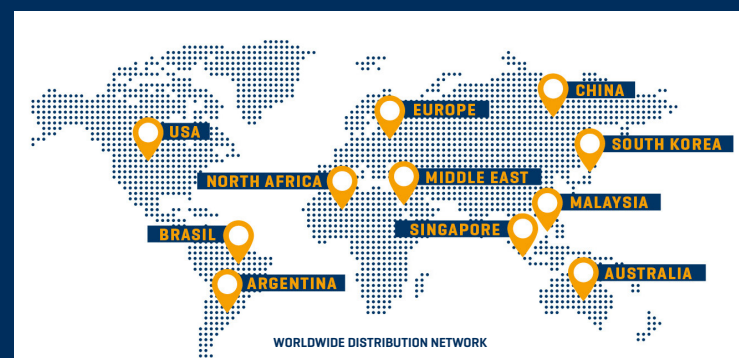 CHINA
EUROPE
USA
SOUTH KOREA
NORTH AFRICA
MIDDLE EAST
MALAYSIA
BRASIL
SINGAPORE
AUSTRALIA
ARGENTINA
WORLDWIDE DISTRIBUTION NETWORK